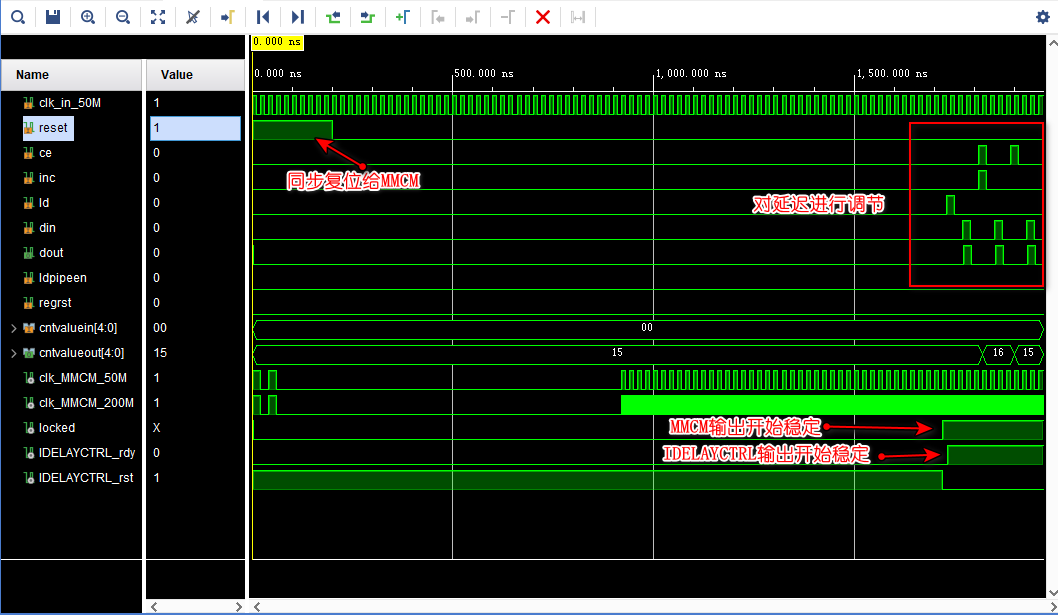 0.000 ns
Name
Value
0.000 ns
500.000 ns
1,000.000 ns
1,500.000 ns
clk_in_50M
1
reset
1
ce
0
同步复位给MMCM
inc
0
ld
0
对延迟进行调节
din
0
dout
0
ldpipeen
0
regrst
0
cntvaluein[4:0]
00
00
cntvalueout[4:0]
15
15
16
15
clk_MMCM_50M
1
clk_MMCM_200M
1
locked
X
MMCM输出开始稳定
IDELAYCTRL_rdy
0
IDELAYCTRL输出开始稳定
IDELAYCTRL_rst
1